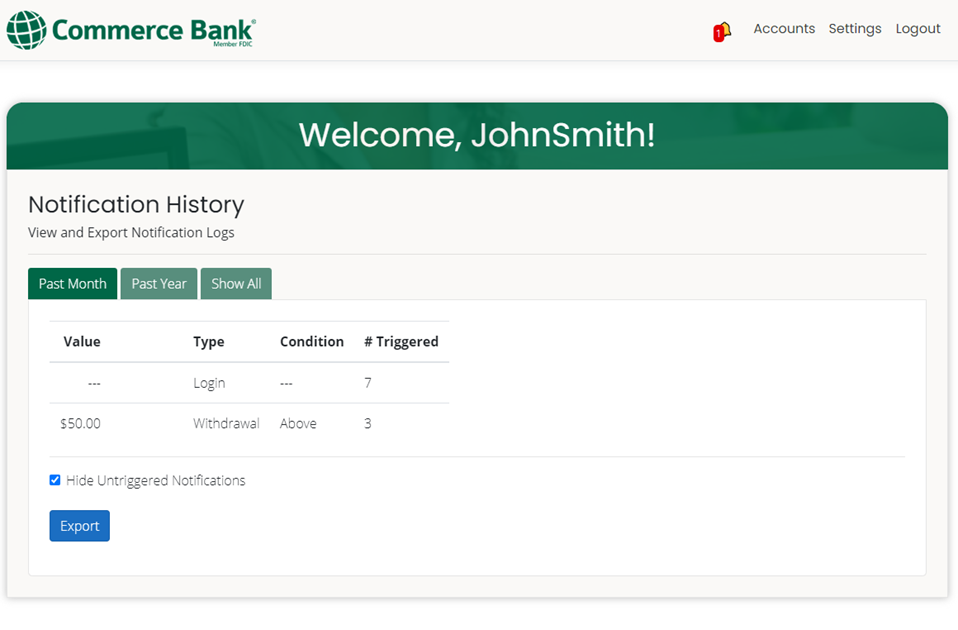 Commerce Bank®
Member FDIC
1 Accounts Settings Logout
Welcome, JohnSmith!
Notification History
View and Export Notification Logs
Past Month Past Year Show All
Value Type Condition # Triggered
--- Login --- 7
$50.00 Withdrawal Above 3
Hide Untriggered Notifications
Export